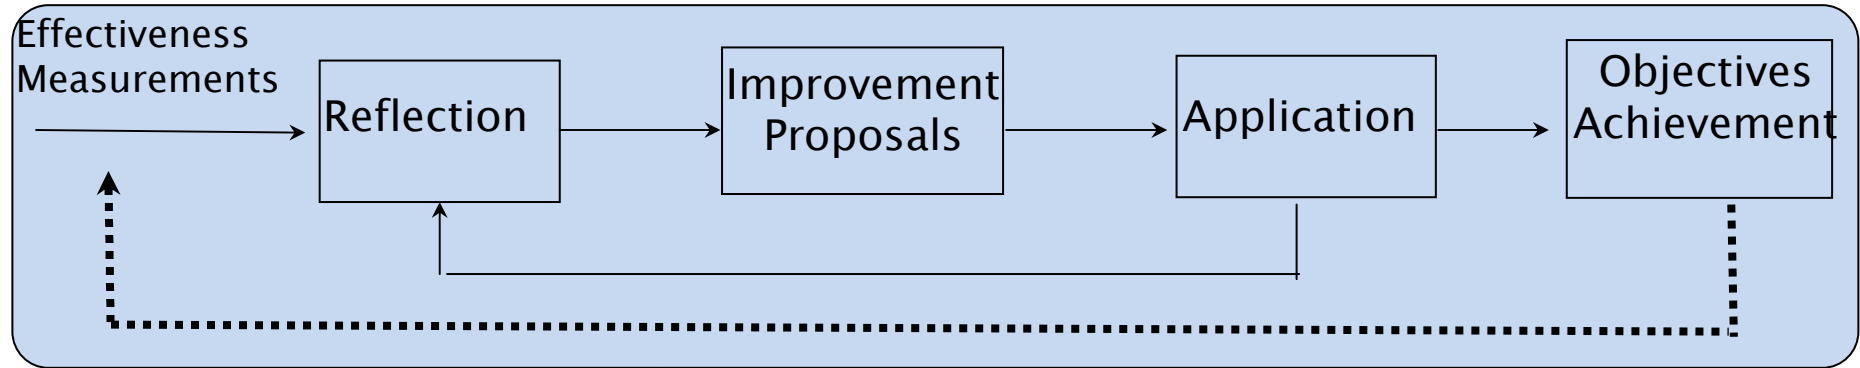 Effectiveness
Measurements
Reflection
Improvement
Proposals
Application
Objectives
Achievement